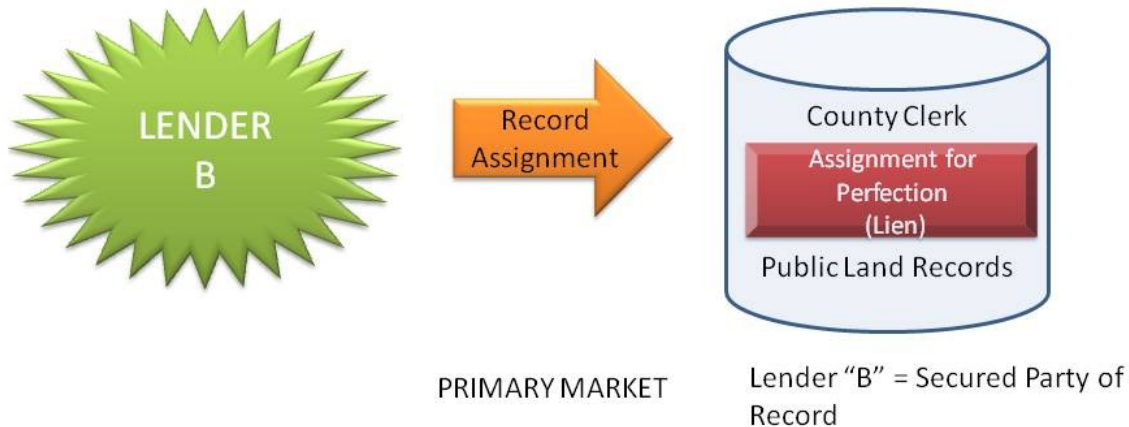 LENDER
B
Record
Assignment
County Clerk
Assignment for
Perfection
(Lien)
Public Land Records
PRIMARY MARKET
Lender “B” = Secured Party of
Record